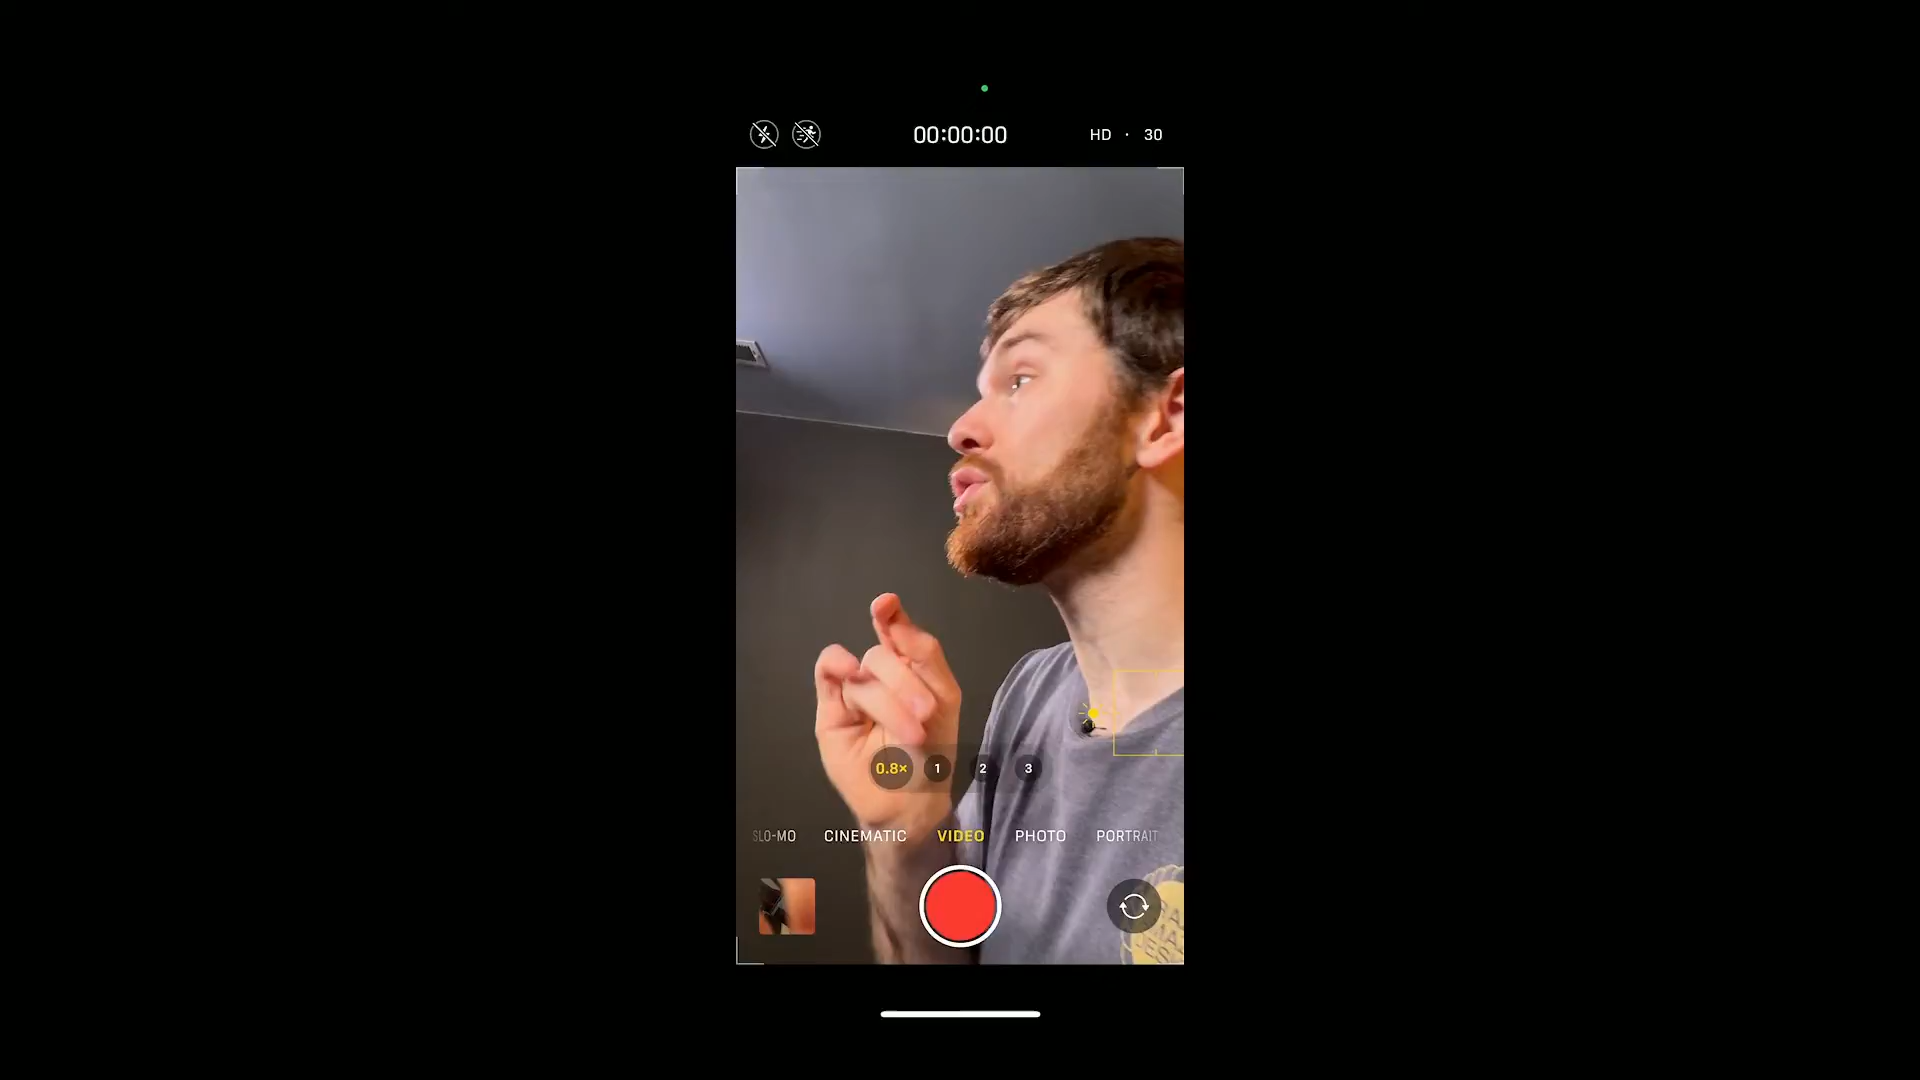 00:00:00
HD · 30
0.8× 1 2 3
SLO-MO CINEMATIC VIDEO PHOTO PORTRAIT